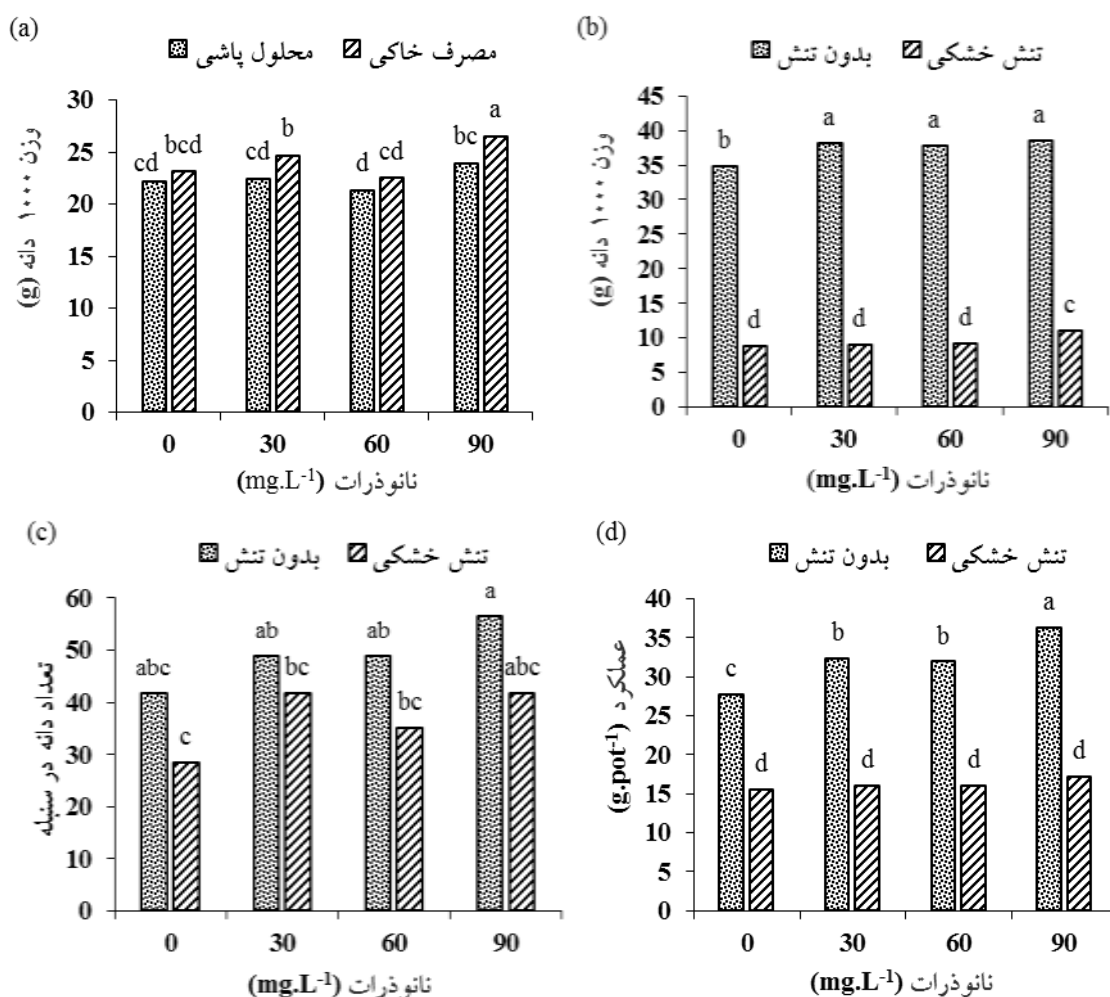 (a)
محلول پاشی مصرف خاکی
30
25
20
15
10
5
0
وزن ۱۰۰۰ دانه (g)
cd bcd cd b d cd bc a
0 30 60 90
نانوذرات (mg.L-1)
(b)
بدون تنش تنش خشکی
45
40
35
30
25
20
15
10
5
0
وزن ۱۰۰۰ دانه (g)
b d a d a d a c
0 30 60 90
نانوذرات (mg.L-1)
(c)
بدون تنش تنش خشکی
60
50
40
30
20
10
0
تعداد دانه در سنبله
abc c ab bc ab bc a abc
0 30 60 90
نانوذرات (mg.L-1)
(d)
بدون تنش تنش خشکی
40
35
30
25
20
15
10
5
0
عملکرد (g.pot-1)
c d b d b d a d
0 30 60 90
نانوذرات (mg.L-1)